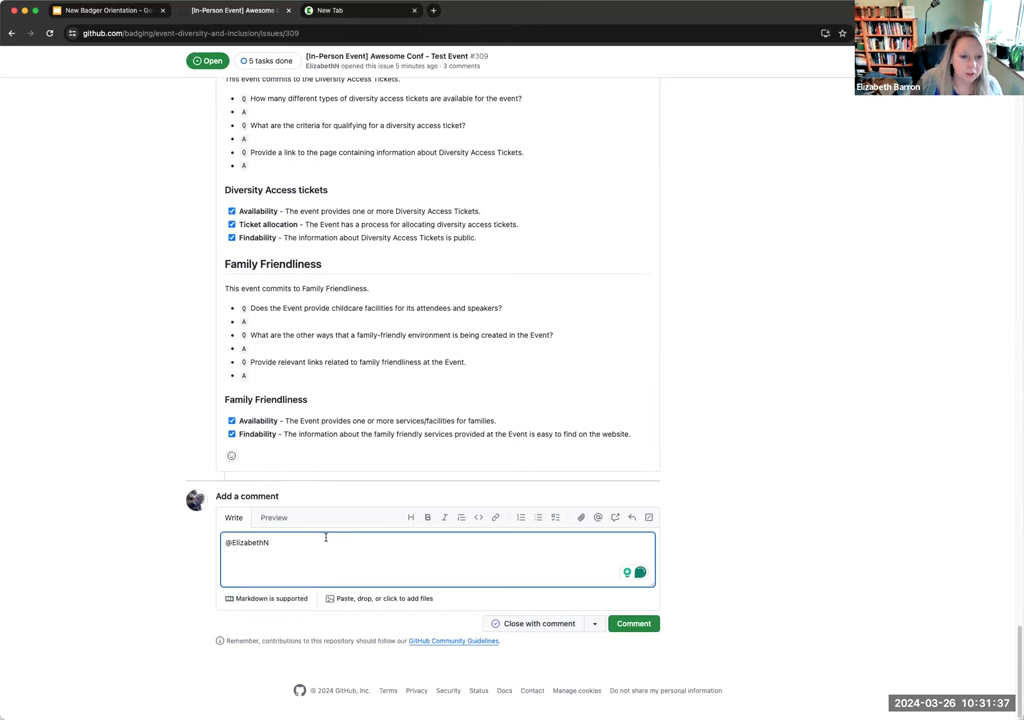 New Badger Orientation - Go
[In-Person Event] Awesome C
New Tab
github.com/badging/event-diversity-and-inclusion/issues/309
Open
5 tasks done
[In-Person Event] Awesome Conf - Test Event #309
ElizabethN opened this issue 5 minutes ago · 3 comments
Elizabeth Barron
This event commits to the Diversity Access Tickets.
Q How many different types of diversity access tickets are available for the event?
A
Q What are the criteria for qualifying for a diversity access ticket?
A
Q Provide a link to the page containing information about Diversity Access Tickets.
A
Diversity Access tickets
Availability - The event provides one or more Diversity Access Tickets.
Ticket allocation - The Event has a process for allocating diversity access tickets.
Findability - The information about Diversity Access Tickets is public.
Family Friendliness
This event commits to Family Friendliness.
Q Does the Event provide childcare facilities for its attendees and speakers?
A
Q What are the other ways that a family-friendly environment is being created in the Event?
A
Q Provide relevant links related to family friendliness at the Event.
A
Family Friendliness
Availability - The Event provides one or more services/facilities for families.
Findability - The information about the family friendly services provided at the Event is easy to find on the website.
Add a comment
Write
Preview
@ElizabethN
Markdown is supported
Paste, drop, or click to add files
Close with comment
Comment
Remember, contributions to this repository should follow our GitHub Community Guidelines.
© 2024 GitHub, Inc. Terms Privacy Security Status Docs Contact Manage cookies Do not share my personal information
2024-03-26 10:31:37